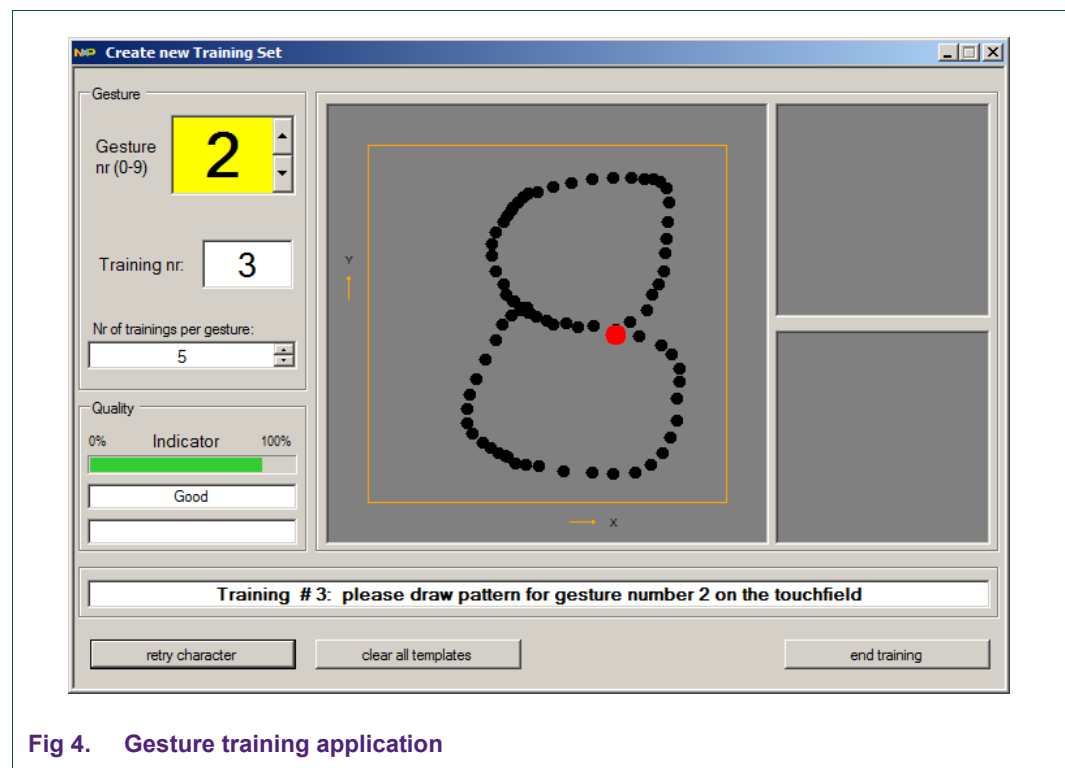 NXP Create new Training Set
Gesture
Gesture
nr (0-9)
2
Training nr:
3
Nr of trainings per gesture:
5
Quality
0% Indicator 100%
Good
Y
X
Training # 3: please draw pattern for gesture number 2 on the touchfield
retry character
clear all templates
end training
Fig 4. Gesture training application